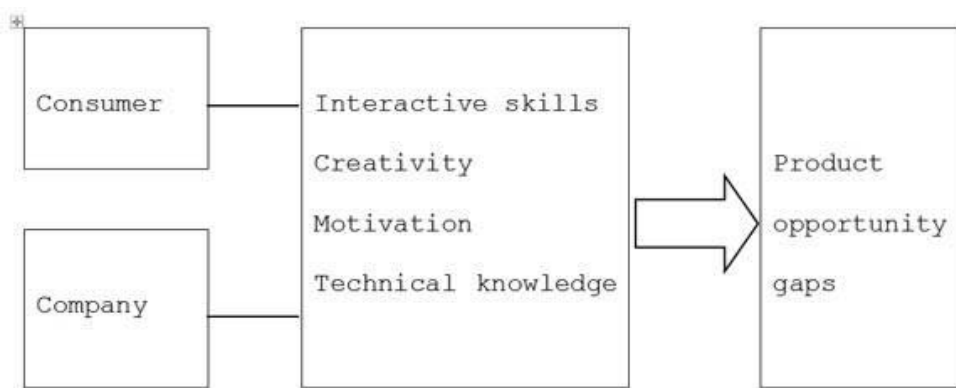 Consumer
Company
Interactive skills
Creativity
Motivation
Technical knowledge
Product
opportunity
gaps